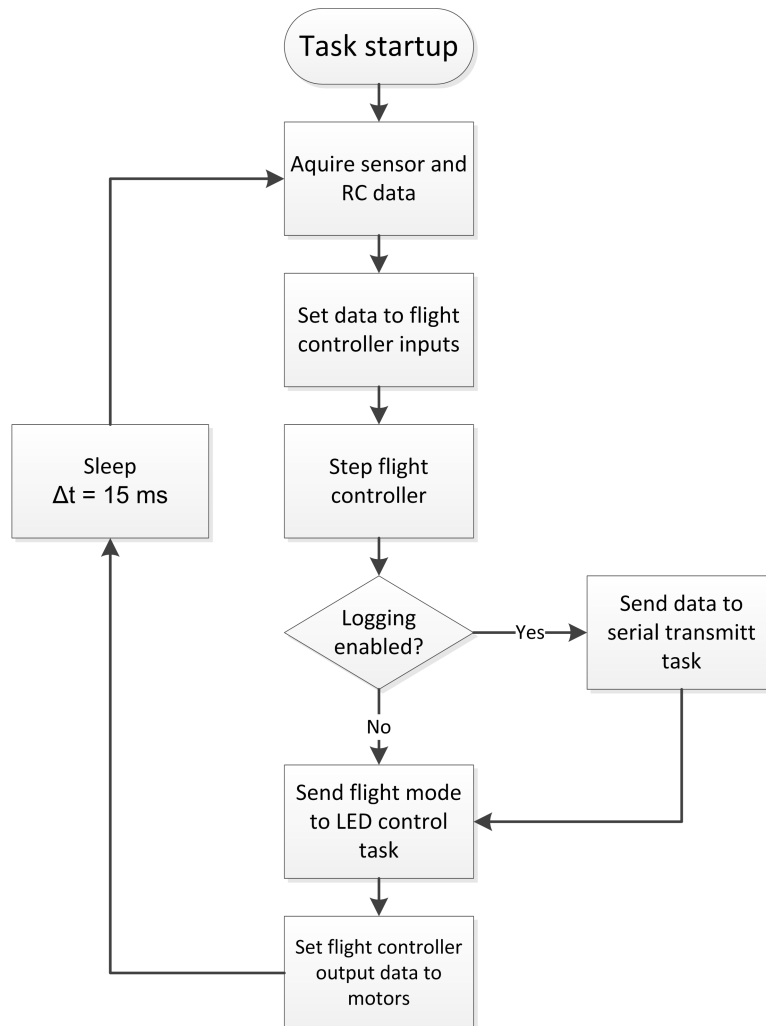 Task startup
Aquire sensor and
RC data
Set data to flight
controller inputs
Sleep
Δt = 15 ms
Step flight
controller
Logging
enabled?
Yes
Send data to
serial transmitt
task
No
Send flight mode
to LED control
task
Set flight controller
output data to
motors